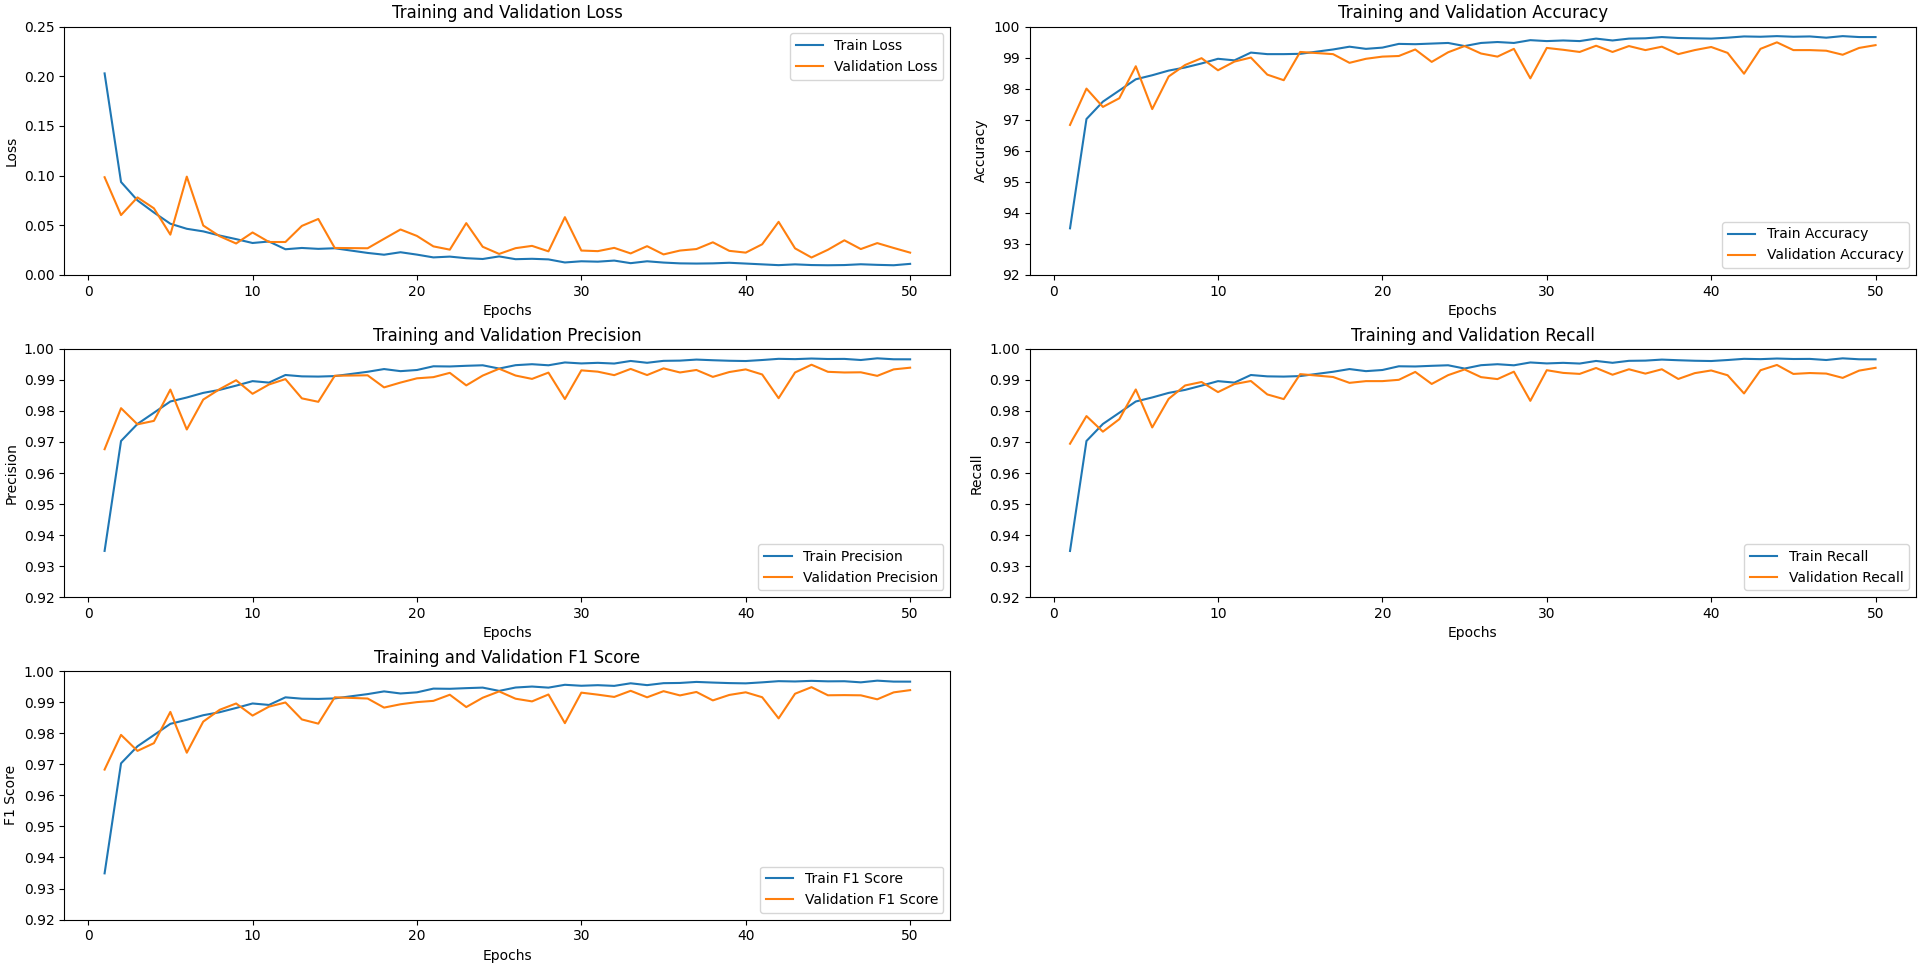 Training and Validation Loss
0.25
0.20
0.15
0.10
0.05
0.00
Loss
Train Loss
Validation Loss
0 10 20 30 40 50
Epochs
Training and Validation Accuracy
100
99
98
97
96
95
94
93
92
Accuracy
Train Accuracy
Validation Accuracy
0 10 20 30 40 50
Epochs
Training and Validation Precision
1.00
0.99
0.98
0.97
0.96
0.95
0.94
0.93
0.92
Precision
Train Precision
Validation Precision
0 10 20 30 40 50
Epochs
Training and Validation Recall
1.00
0.99
0.98
0.97
0.96
0.95
0.94
0.93
0.92
Recall
Train Recall
Validation Recall
0 10 20 30 40 50
Epochs
Training and Validation F1 Score
1.00
0.99
0.98
0.97
0.96
0.95
0.94
0.93
0.92
F1 Score
Train F1 Score
Validation F1 Score
0 10 20 30 40 50
Epochs